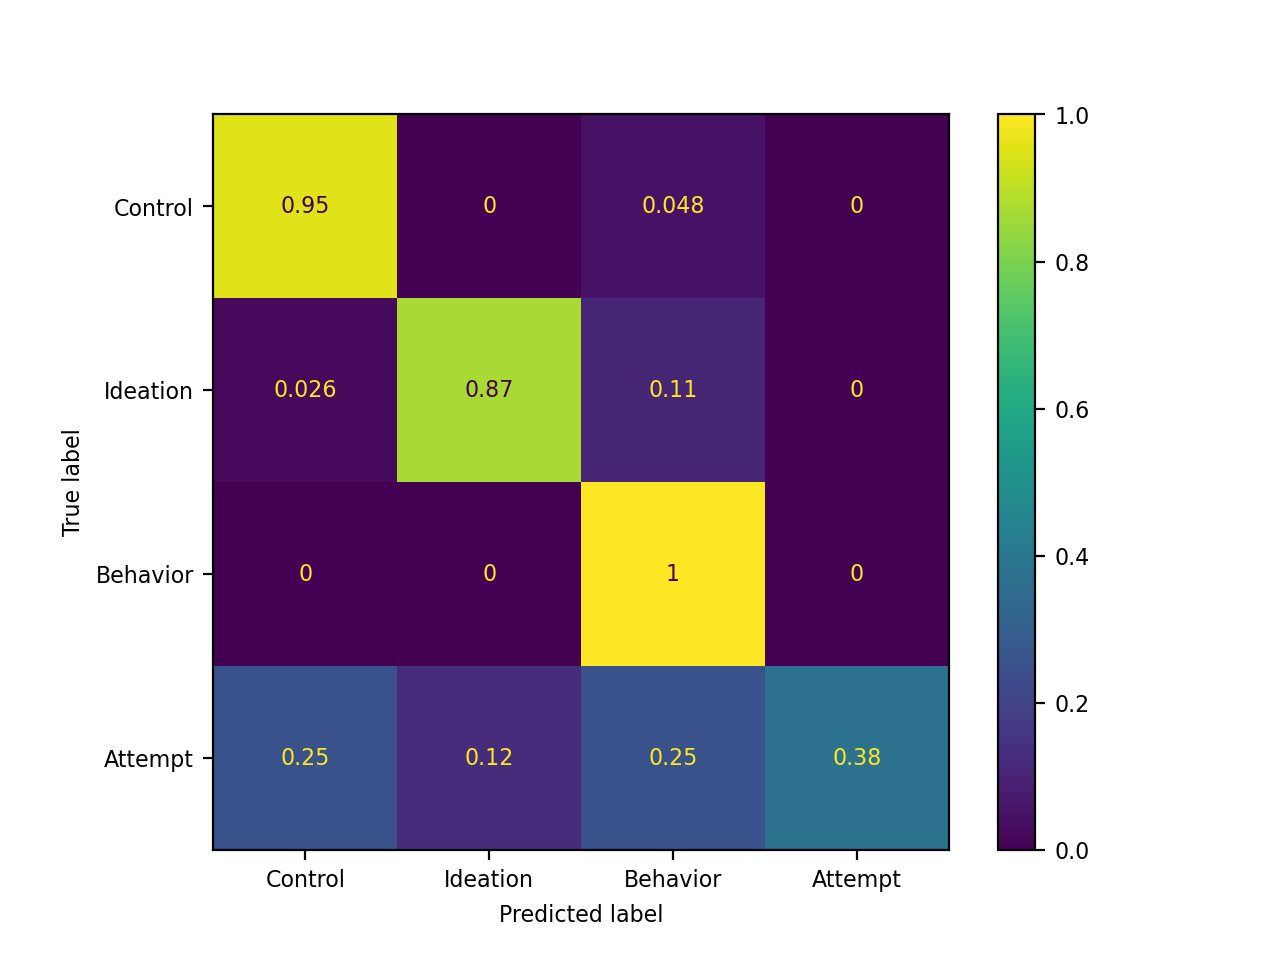 Control 0.95 0 0.048 0
Ideation 0.026 0.87 0.11 0
Behavior 0 0 1 0
Attempt 0.25 0.12 0.25 0.38
Control Ideation Behavior Attempt
Predicted label
True label
1.0
0.8
0.6
0.4
0.2
0.0